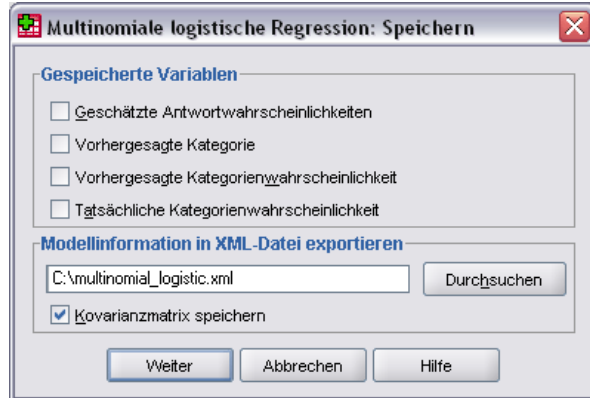 Multinomiale logistische Regression: Speichern
Gespeicherte Variablen
Geschätzte Antwortwahrscheinlichkeiten
Vorhergesagte Kategorie
Vorhergesagte Kategorienwahrscheinlichkeit
Tatsächliche Kategorienwahrscheinlichkeit
Modellinformation in XML-Datei exportieren
C:\multinomial_logistic.xml Durchsuchen
Kovarianzmatrix speichern
Weiter Abbrechen Hilfe